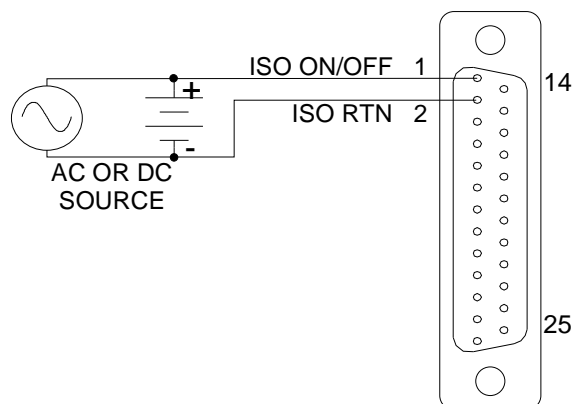 ISO ON/OFF 1
14
+
ISO RTN 2
-
AC OR DC
SOURCE
25